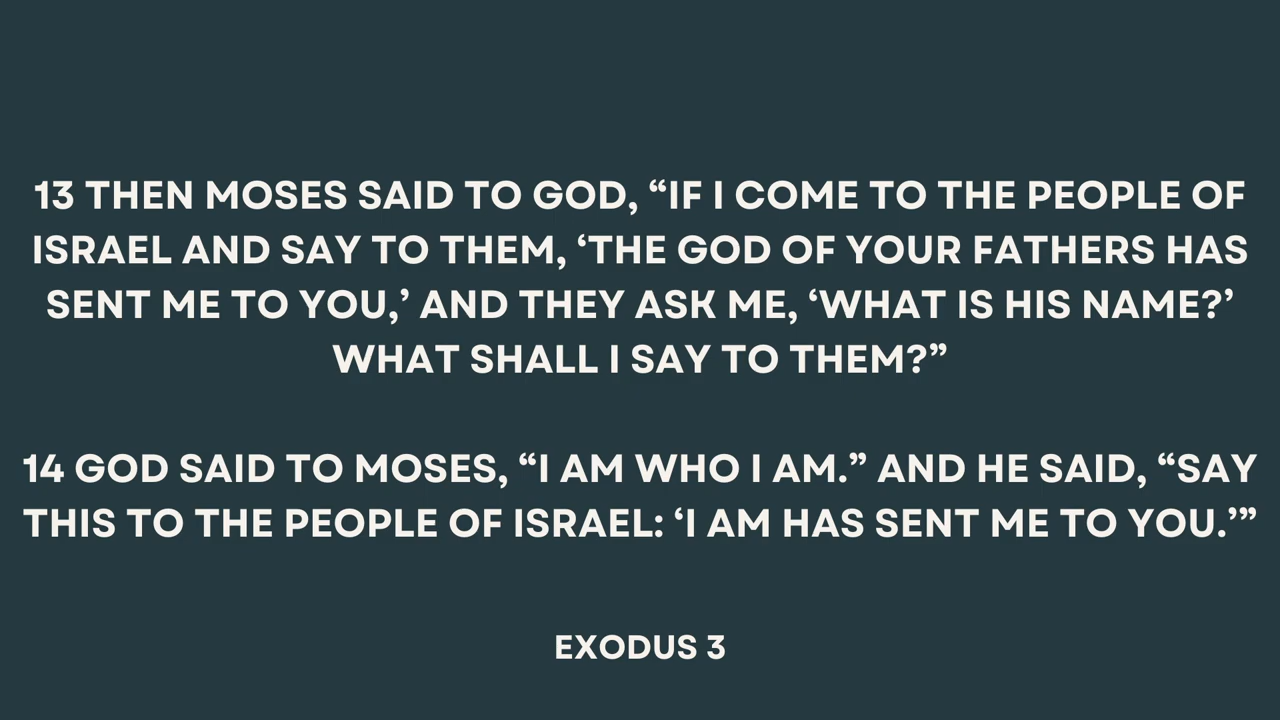 13 THEN MOSES SAID TO GOD, “IF I COME TO THE PEOPLE OF
ISRAEL AND SAY TO THEM, ‘THE GOD OF YOUR FATHERS HAS
SENT ME TO YOU,’ AND THEY ASK ME, ‘WHAT IS HIS NAME?’
WHAT SHALL I SAY TO THEM?”
14 GOD SAID TO MOSES, “I AM WHO I AM.” AND HE SAID, “SAY
THIS TO THE PEOPLE OF ISRAEL: ‘I AM HAS SENT ME TO YOU.’”
EXODUS 3